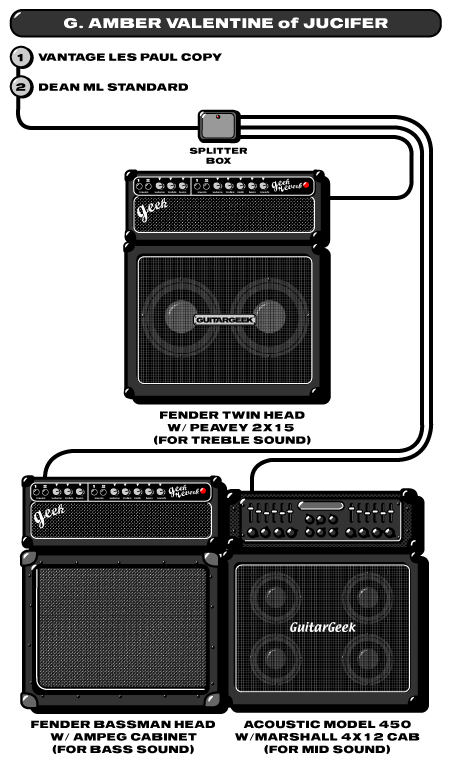 G. AMBER VALENTINE of JUCIFER
1 VANTAGE LES PAUL COPY
2 DEAN ML STANDARD
SPLITTER
BOX
geek
reverb
geek
GUITARGEEK
FENDER TWIN HEAD
W/ PEAVEY 2X15
(FOR TREBLE SOUND)
geek
reverb
geek
GuitarGeek
FENDER BASSMAN HEAD
W/ AMPEG CABINET
(FOR BASS SOUND)
ACOUSTIC MODEL 450
W/MARSHALL 4X12 CAB
(FOR MID SOUND)